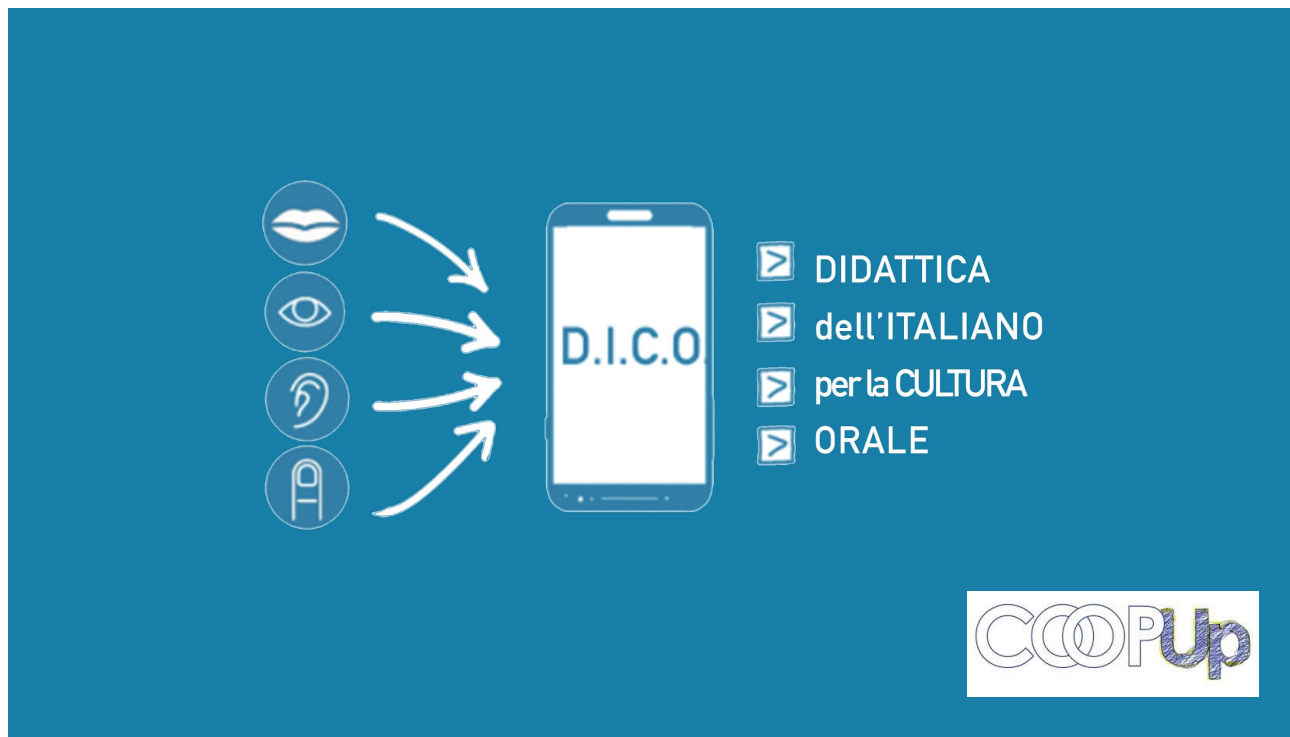 D.I.C.O.
DIDATTICA
dell'ITALIANO
per la CULTURA
ORALE
COOPUp